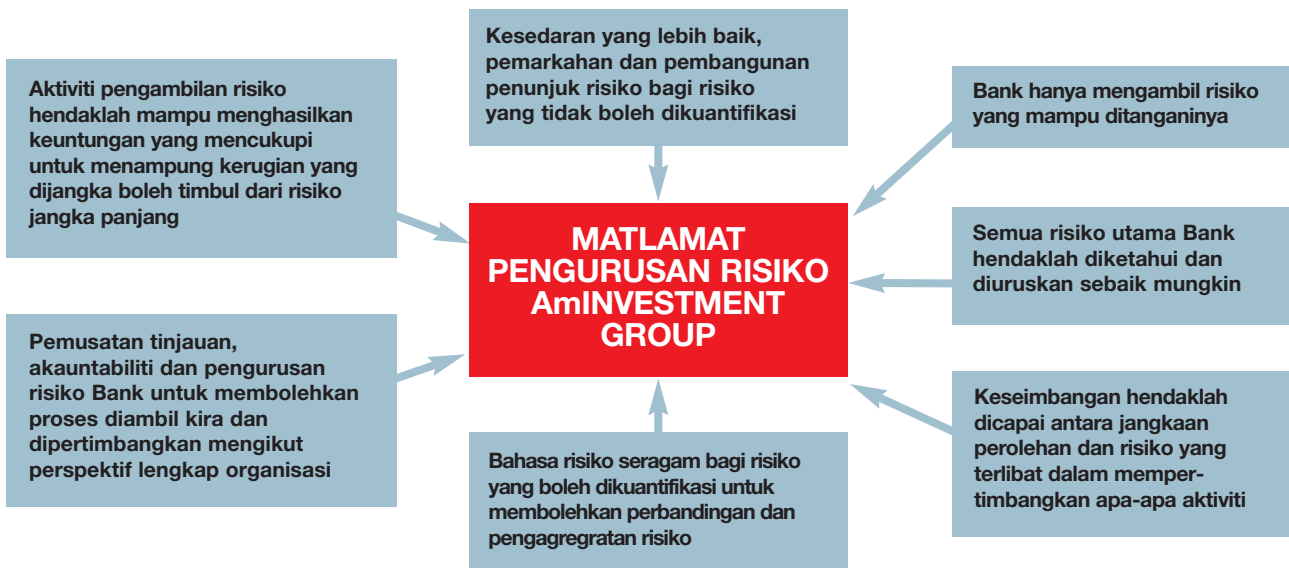 Kesedaran yang lebih baik,
pemarkahan dan pembangunan
penunjuk risiko bagi risiko
yang tidak boleh dikuantifikasi
Aktiviti pengambilan risiko
hendaklah mampu menghasilkan
keuntungan yang mencukupi
untuk menampung kerugian yang
dijangka boleh timbul dari risiko
jangka panjang
Bank hanya mengambil risiko
yang mampu ditanganinya
MATLAMAT
PENGURUSAN RISIKO
AmINVESTMENT
GROUP
Semua risiko utama Bank
hendaklah diketahui dan
diuruskan sebaik mungkin
Pemusatan tinjauan,
akauntabiliti dan pengurusan
risiko Bank untuk membolehkan
proses diambil kira dan
dipertimbangkan mengikut
perspektif lengkap organisasi
Bahasa risiko seragam bagi risiko
yang boleh dikuantifikasi untuk
membolehkan perbandingan dan
pengagregratan risiko
Keseimbangan hendaklah
dicapai antara jangkaan
perolehan dan risiko yang
terlibat dalam memper-
timbangkan apa-apa aktiviti